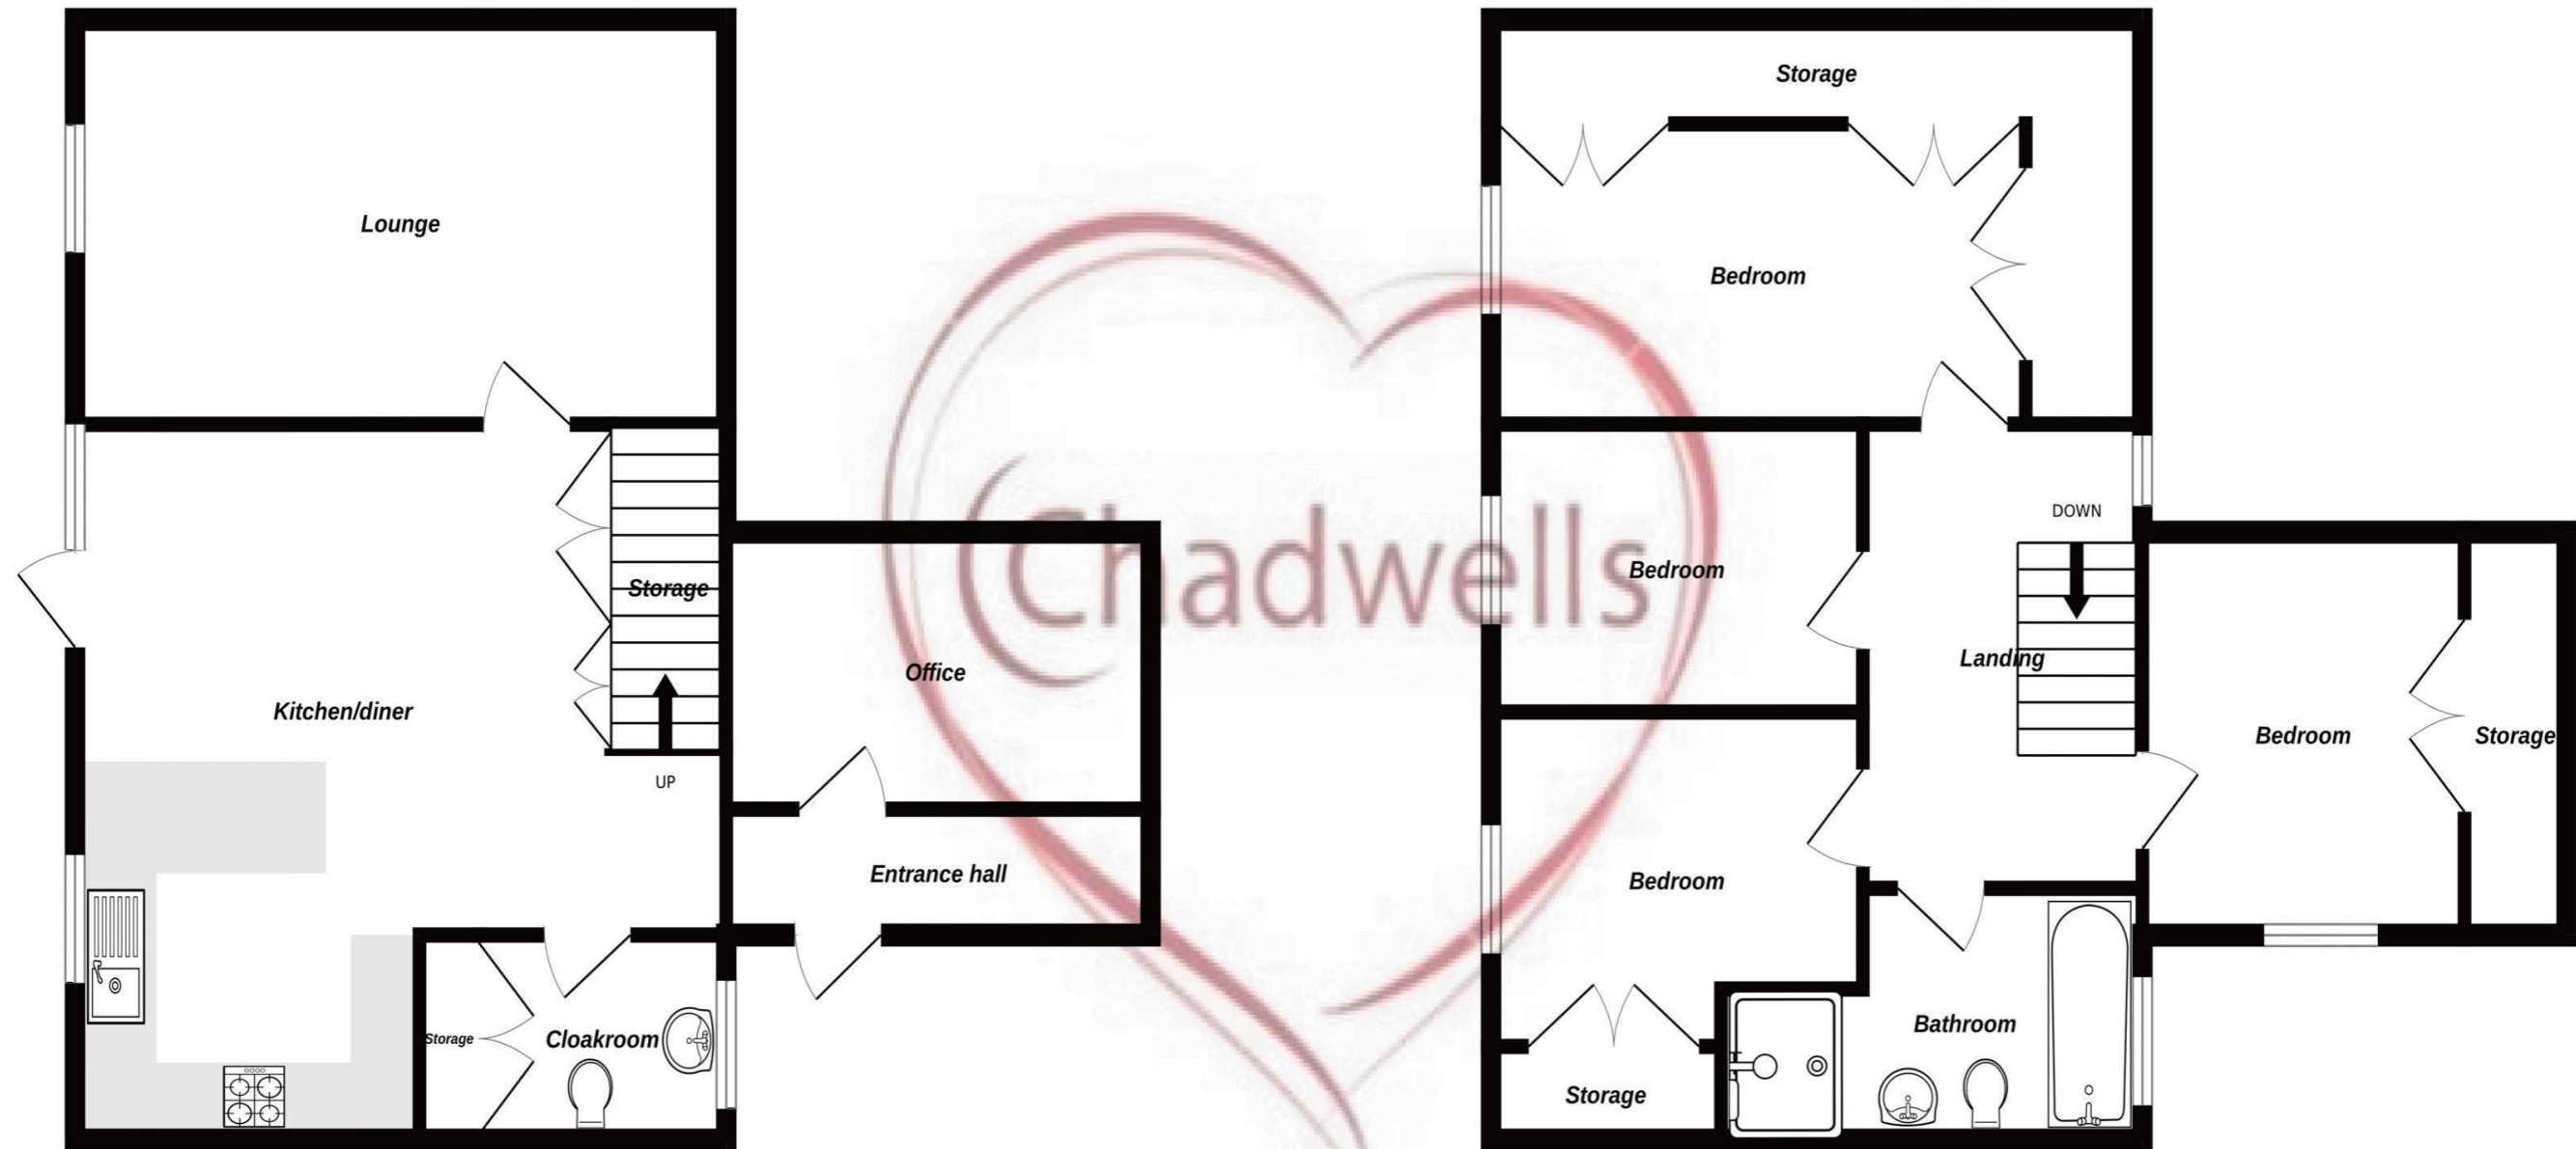 Lounge
Storage
Kitchen/diner
UP
Office
Entrance hall
Storage
Cloakroom
Chadwells
Storage
Bedroom
Bedroom
DOWN
Landing
Bedroom
Storage
Bedroom
Bathroom
Storage